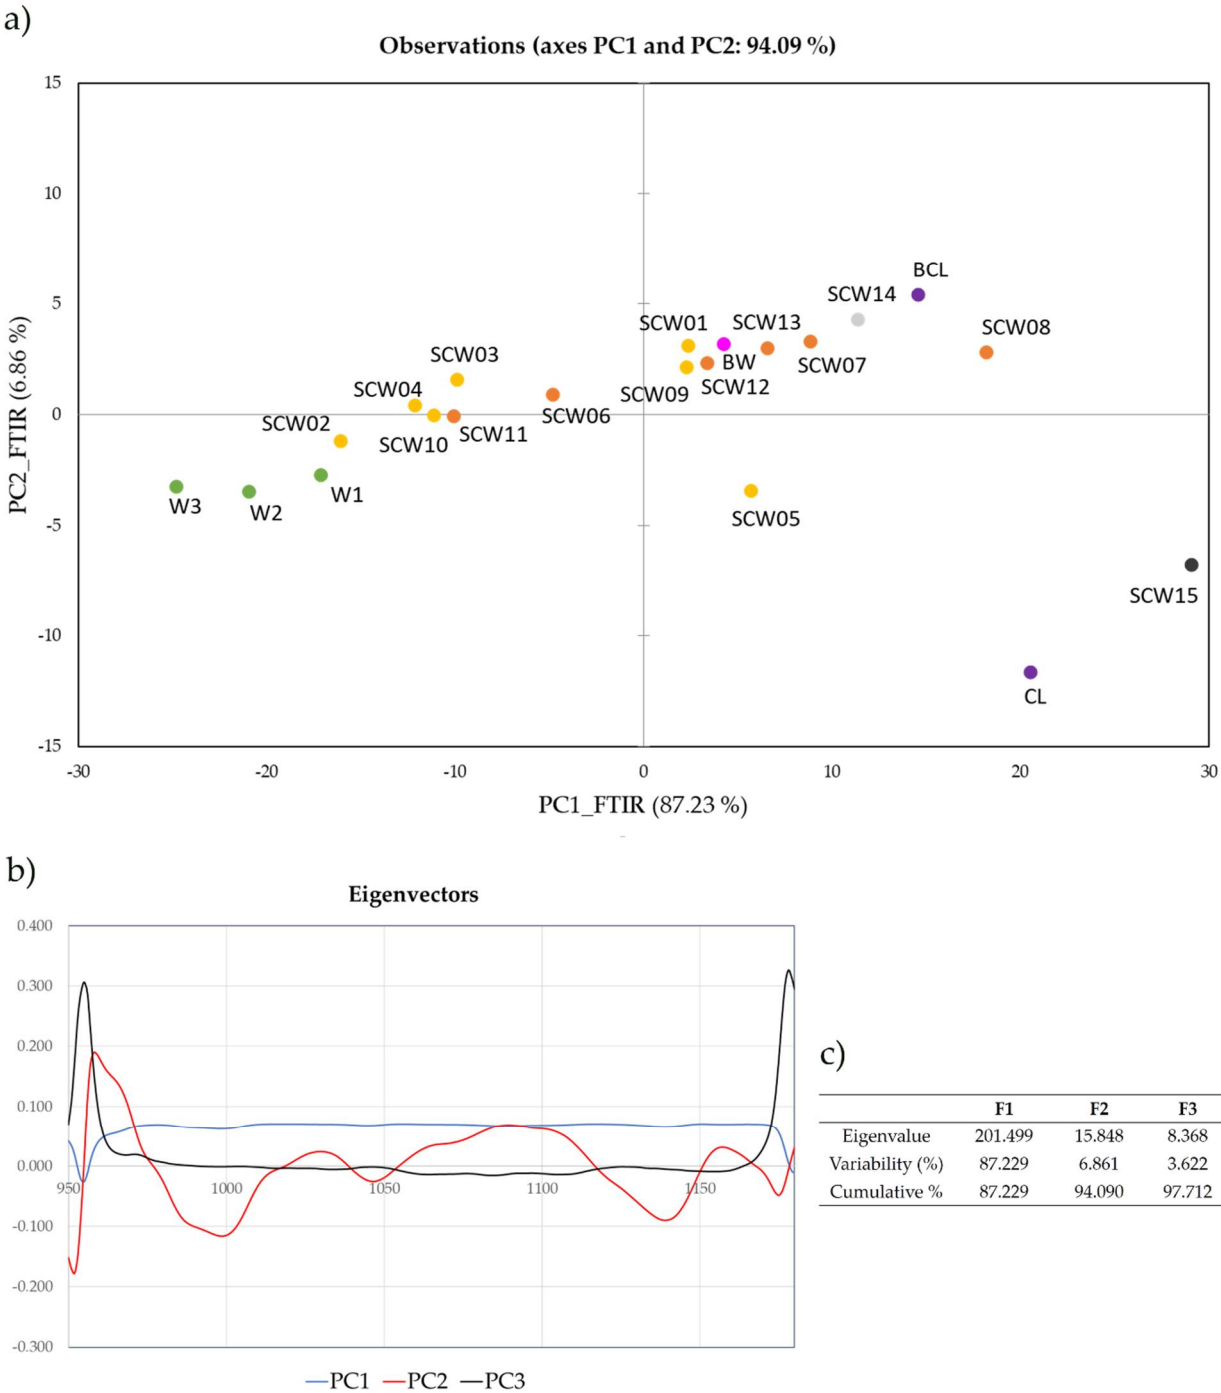 a)
Observations (axes PC1 and PC2: 94.09 %)
15
10
5
0
-5
-10
-15
PC2_FTIR (6.86 %)
BCL
SCW14
SCW01
SCW13
SCW08
SCW03
BW
SCW07
SCW04
SCW09
SCW12
SCW02
SCW06
SCW10
SCW11
W1
W3
W2
SCW05
SCW15
CL
-30
-20
-10
0
10
20
30
PC1_FTIR (87.23 %)
b)
Eigenvectors
0.400
0.300
0.200
0.100
0.000
-0.100
-0.200
-0.300
950
1000
1050
1100
1150
PC1
PC2
PC3
c)
F1 F2 F3
Eigenvalue 201.499 15.848 8.368
Variability (%) 87.229 6.861 3.622
Cumulative % 87.229 94.090 97.712